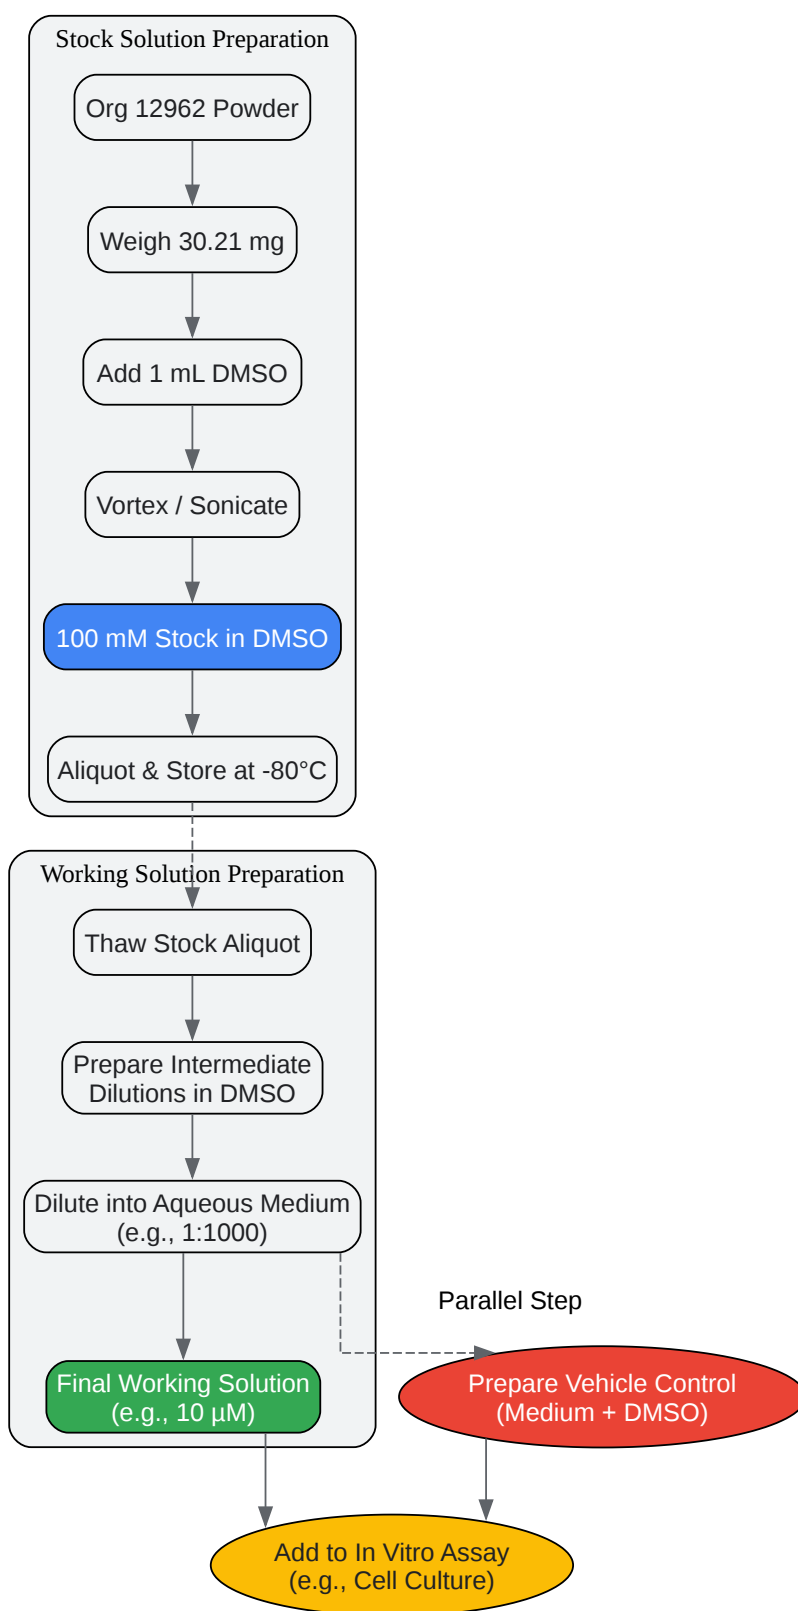 Stock Solution Preparation
Org 12962 Powder
Weigh 30.21 mg
Add 1 mL DMSO
Vortex / Sonicate
100 mM Stock in DMSO
Aliquot & Store at -80°C
Working Solution Preparation
Thaw Stock Aliquot
Prepare Intermediate
Dilutions in DMSO
Dilute into Aqueous Medium
(e.g., 1:1000)
Parallel Step
Final Working Solution
(e.g., 10 µM)
Prepare Vehicle Control
(Medium + DMSO)
Add to In Vitro Assay
(e.g., Cell Culture)